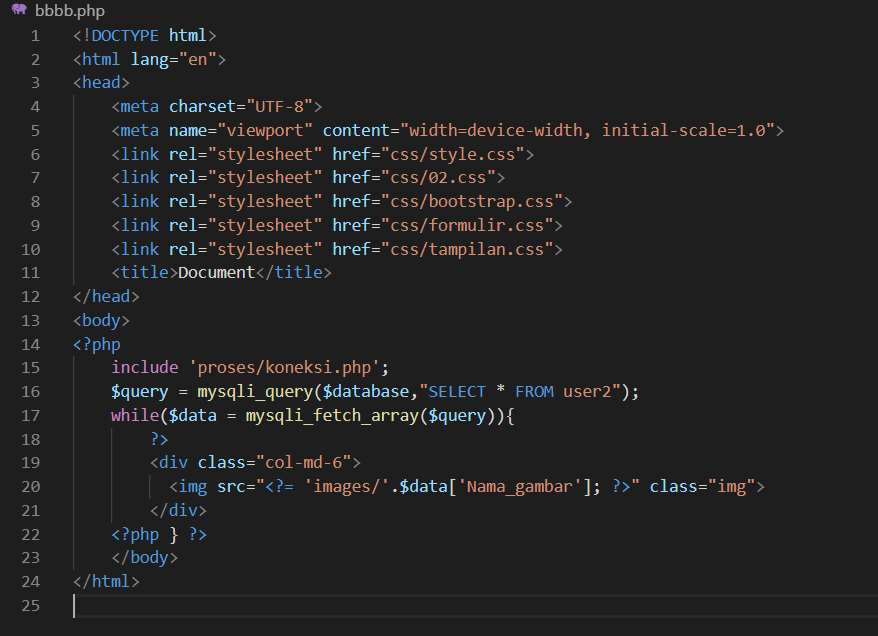 bbbb.php
1 <!DOCTYPE html>
2 <html lang="en">
3 <head>
4     <meta charset="UTF-8">
5     <meta name="viewport" content="width=device-width, initial-scale=1.0">
6     <link rel="stylesheet" href="css/style.css">
7     <link rel="stylesheet" href="css/02.css">
8     <link rel="stylesheet" href="css/bootstrap.css">
9     <link rel="stylesheet" href="css/formulir.css">
10     <link rel="stylesheet" href="css/tampilan.css">
11     <title>Document</title>
12 </head>
13 <body>
14 <?php
15     include 'proses/koneksi.php';
16     $query = mysqli_query($database,"SELECT * FROM user2");
17     while($data = mysqli_fetch_array($query)){
18         ?>
19         <div class="col-md-6">
20           <img src="<?= 'images/'.$data['Nama_gambar']; ?>" class="img">
21         </div>
22     <?php } ?>
23     </body>
24 </html>
25